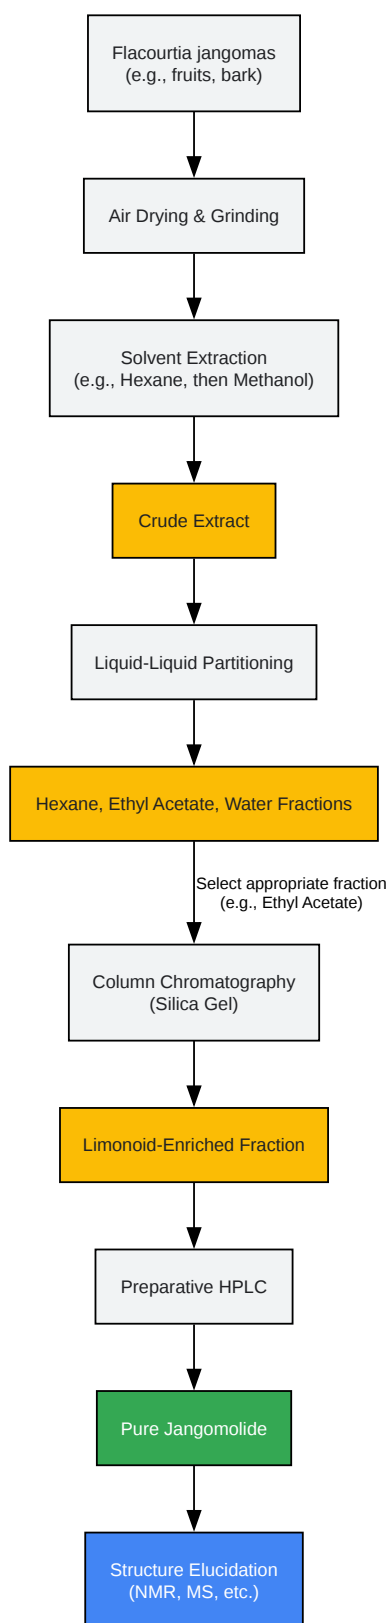 Flacourtia jangomas
(e.g., fruits, bark)
Air Drying & Grinding
Solvent Extraction
(e.g., Hexane, then Methanol)
Crude Extract
Liquid-Liquid Partitioning
Hexane, Ethyl Acetate, Water Fractions
Select appropriate fraction
(e.g., Ethyl Acetate)
Column Chromatography
(Silica Gel)
Limonoid-Enriched Fraction
Preparative HPLC
Pure Jangomolide
Structure Elucidation
(NMR, MS, etc.)